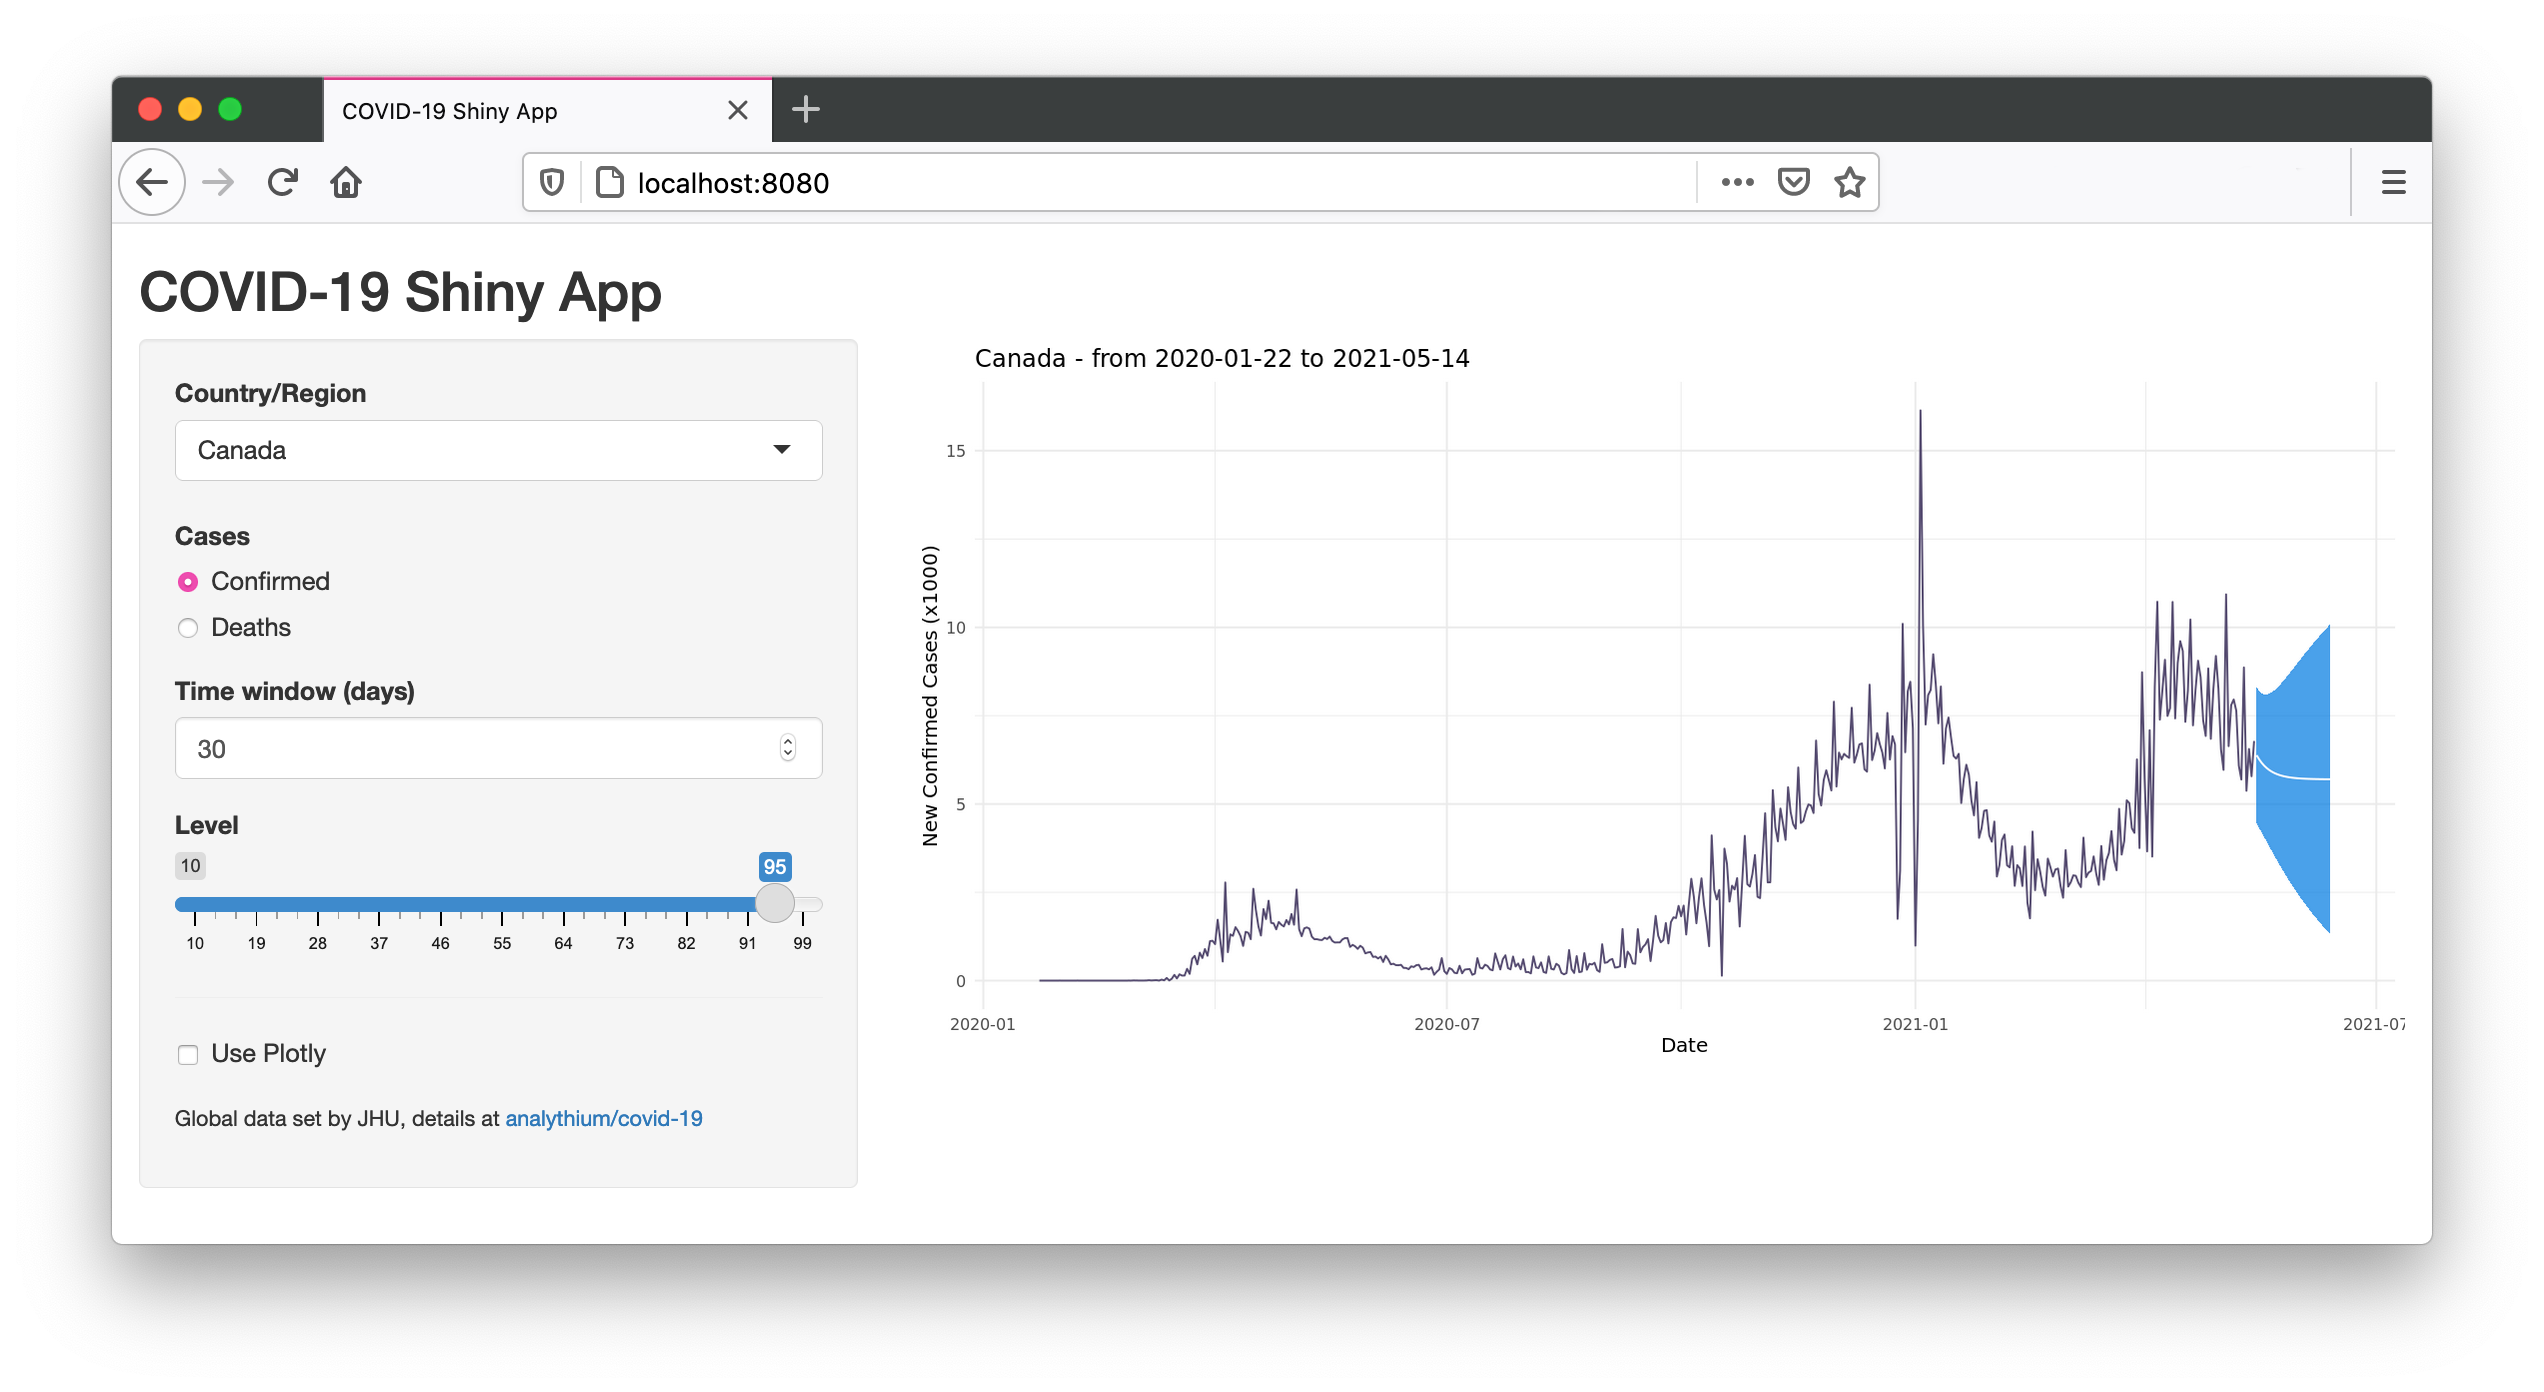 COVID-19 Shiny App
localhost:8080
COVID-19 Shiny App
Country/Region
Canada
Cases
Confirmed
Deaths
Time window (days)
30
Level
10 95
10 19 28 37 46 55 64 73 82 91 99
Use Plotly
Global data set by JHU, details at analythium/covid-19
Canada - from 2020-01-22 to 2021-05-14
New Confirmed Cases (x1000)
15
10
5
0
2020-01 2020-07 2021-01 2021-07
Date